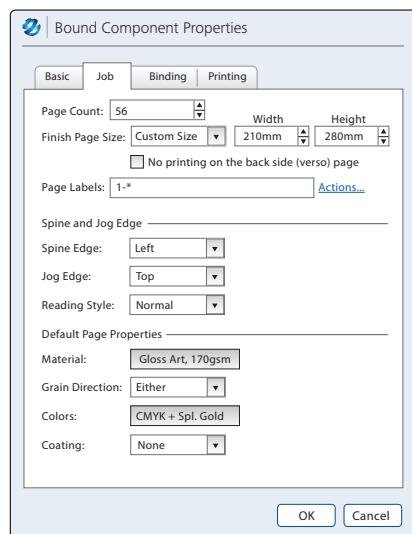 Bound Component Properties
Basic Job Binding Printing
Page Count: 56
Width Height
Finish Page Size: Custom Size 210mm 280mm
No printing on the back side (verso) page
Page Labels: 1-* Actions...
Spine and Jog Edge
Spine Edge: Left
Jog Edge: Top
Reading Style: Normal
Default Page Properties
Material: Gloss Art, 170gsm
Grain Direction: Either
Colors: CMYK + Spl. Gold
Coating: None
OK Cancel